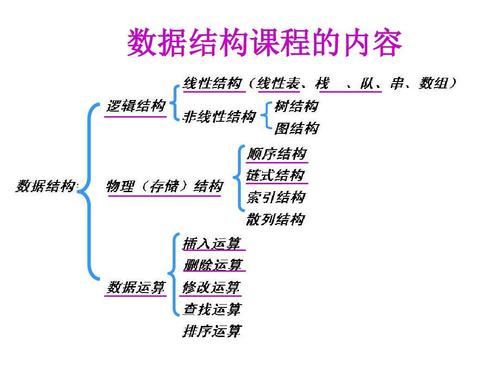 数据结构课程的内容
线性结构（线性表、栈 、队、串、数组）
逻辑结构
树结构
非线性结构
图结构
顺序结构
链式结构
数据结构:
物理（存储）结构
索引结构
散列结构
插入运算
删除运算
数据运算
修改运算
查找运算
排序运算